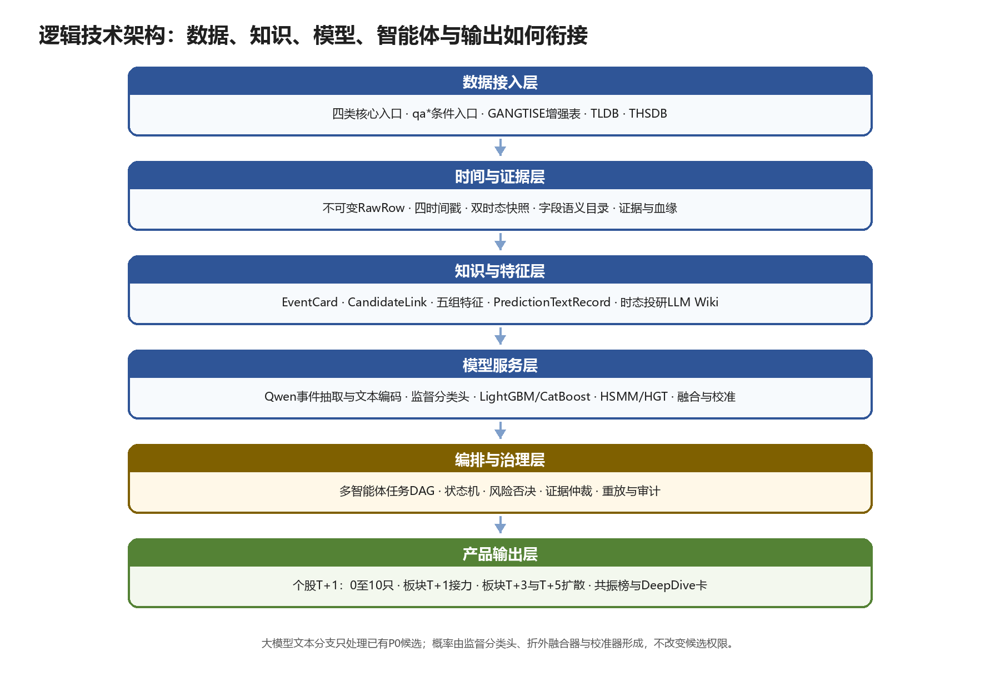 逻辑技术架构：数据、知识、模型、智能体与输出如何衔接
数据接入层
四类核心入口 · qa*条件入口 · GANGTISE增强表 · TLDB · THSDB
时间与证据层
不可变RawRow · 四时间戳 · 双时态快照 · 字段语义目录 · 证据与血缘
知识与特征层
EventCard · CandidateLink · 五组特征 · PredictionTextRecord · 时态投研LLM Wiki
模型服务层
Qwen事件抽取与文本编码 · 监督分类头 · LightGBM/CatBoost · HSMM/HGT · 融合与校准
编排与治理层
多智能体任务DAG · 状态机 · 风险否决 · 证据仲裁 · 重放与审计
产品输出层
个股T+1：0至10只 · 板块T+1接力 · 板块T+3与T+5扩散 · 共振榜与DeepDive卡
大模型文本分支只处理已有P0候选；概率由监督分类头、折外融合器与校准器形成，不改变候选权限。